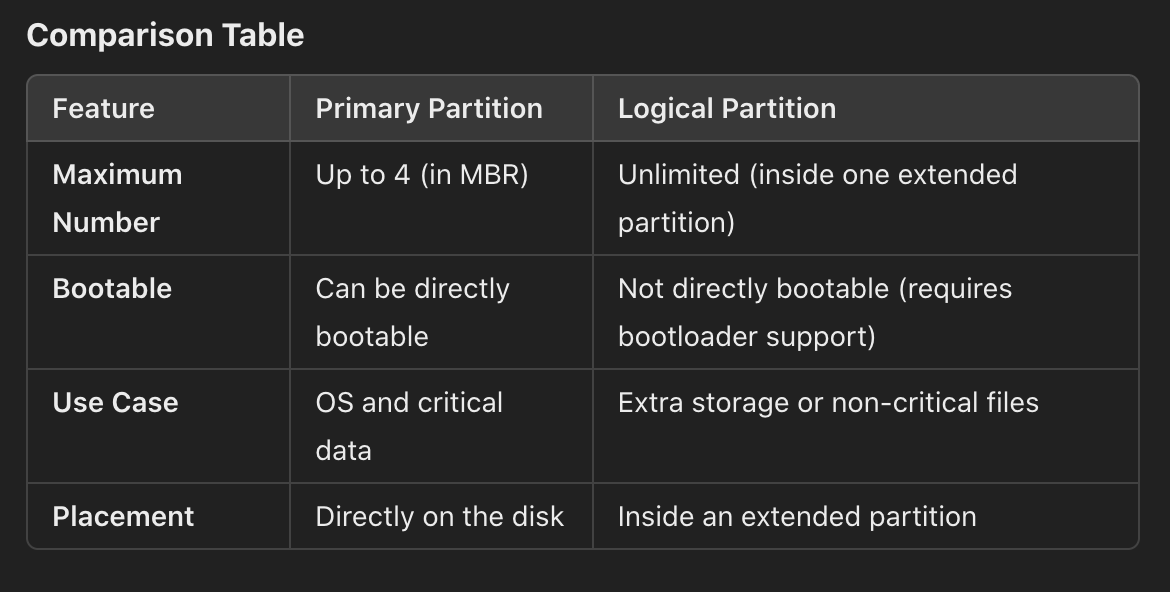 Comparison Table
Feature Primary Partition Logical Partition
Maximum Up to 4 (in MBR) Unlimited (inside one extended
Number partition)
Bootable Can be directly Not directly bootable (requires
bootable bootloader support)
Use Case OS and critical Extra storage or non-critical files
data
Placement Directly on the disk Inside an extended partition